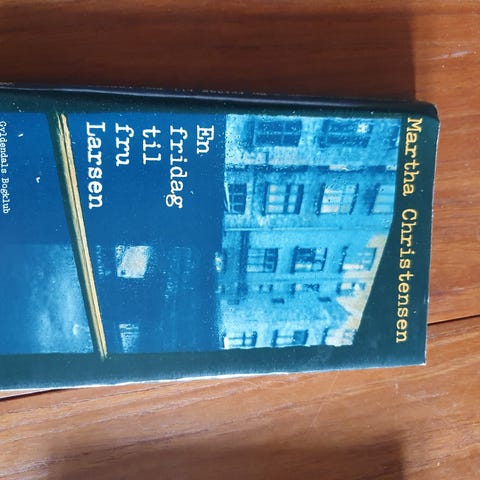 Martha Christensen
En
fridag
til
fru
Larsen
Gyldendals Bogklub